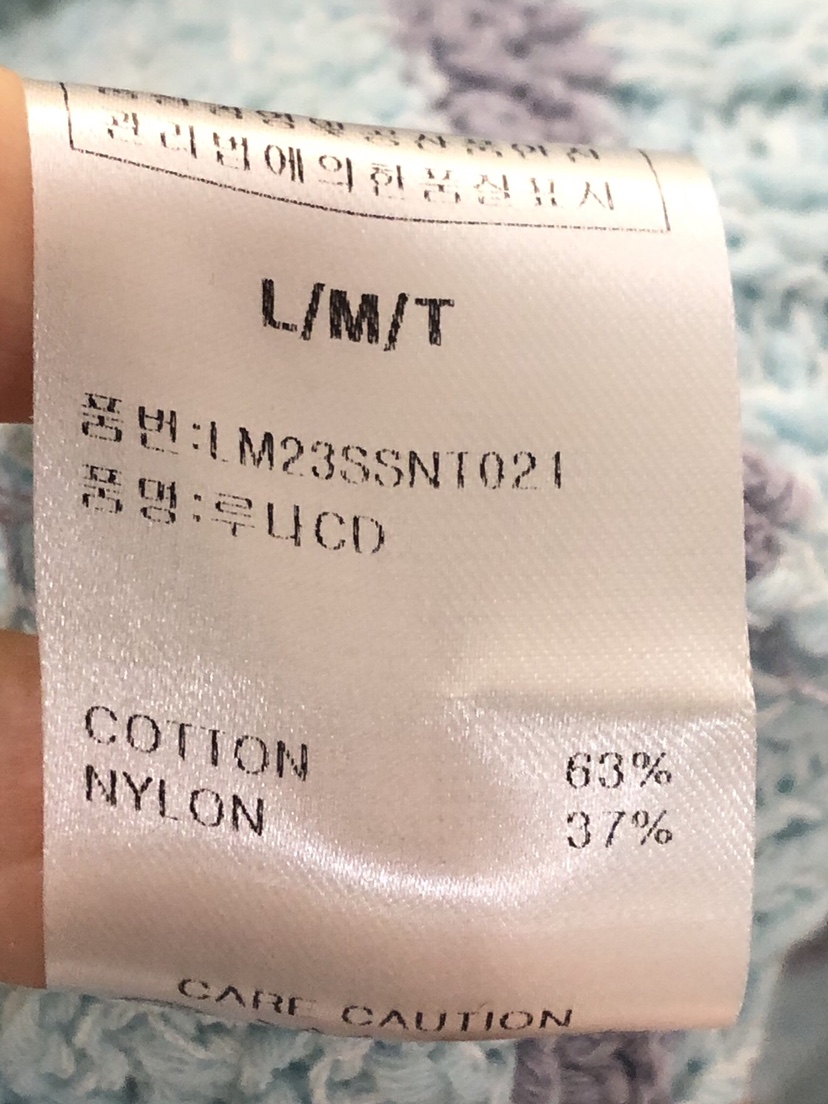 관리법에의한품질표시
L/M/T
품번:LM23SSNT021
품명:루나CD
COTTON 63%
NYLON 37%
CARE CAUTION